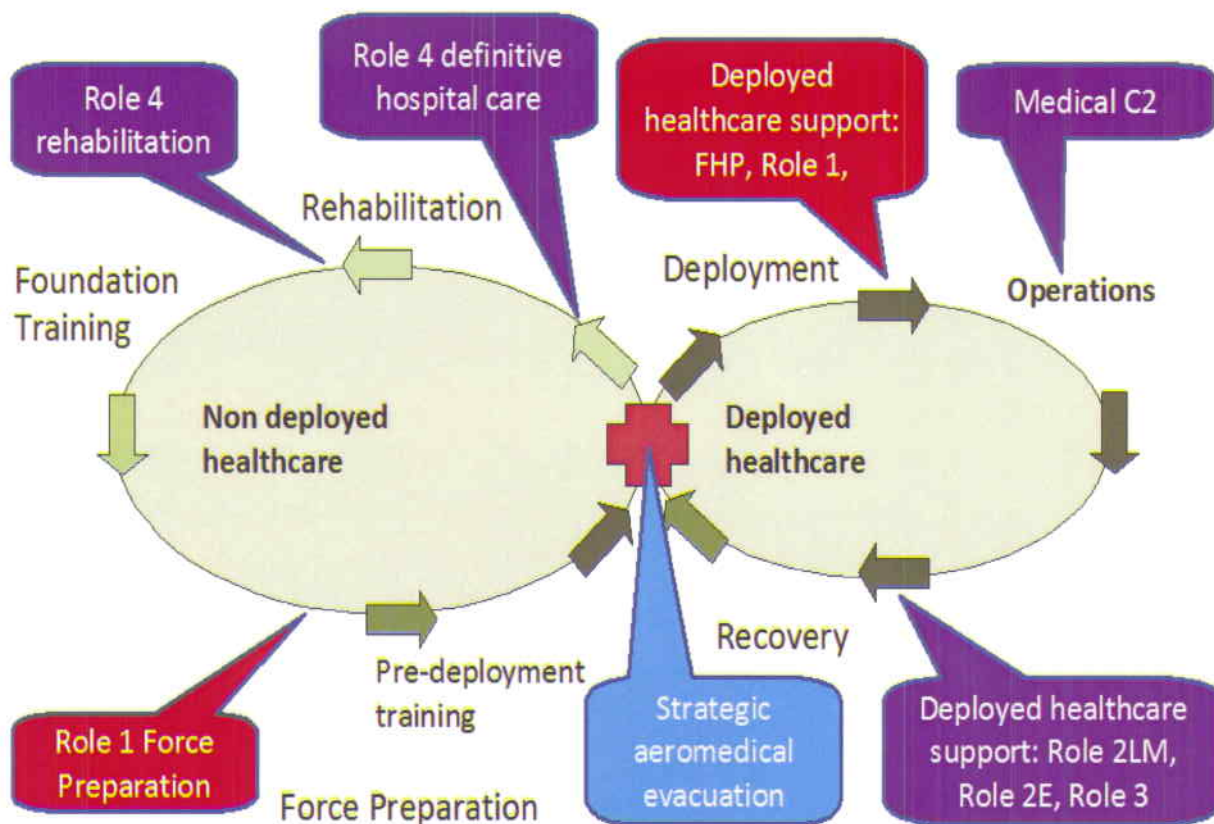 Role 4
rehabilitation
Role 4 definitive
hospital care
Deployed
healthcare support:
FHP, Role 1,
Medical C2
Rehabilitation
Foundation
Training
Deployment
Operations
Non deployed
healthcare
Deployed
healthcare
Recovery
Pre-deployment
training
Role 1 Force
Preparation
Force Preparation
Strategic
aeromedical
evacuation
Deployed healthcare
support: Role 2LM,
Role 2E, Role 3